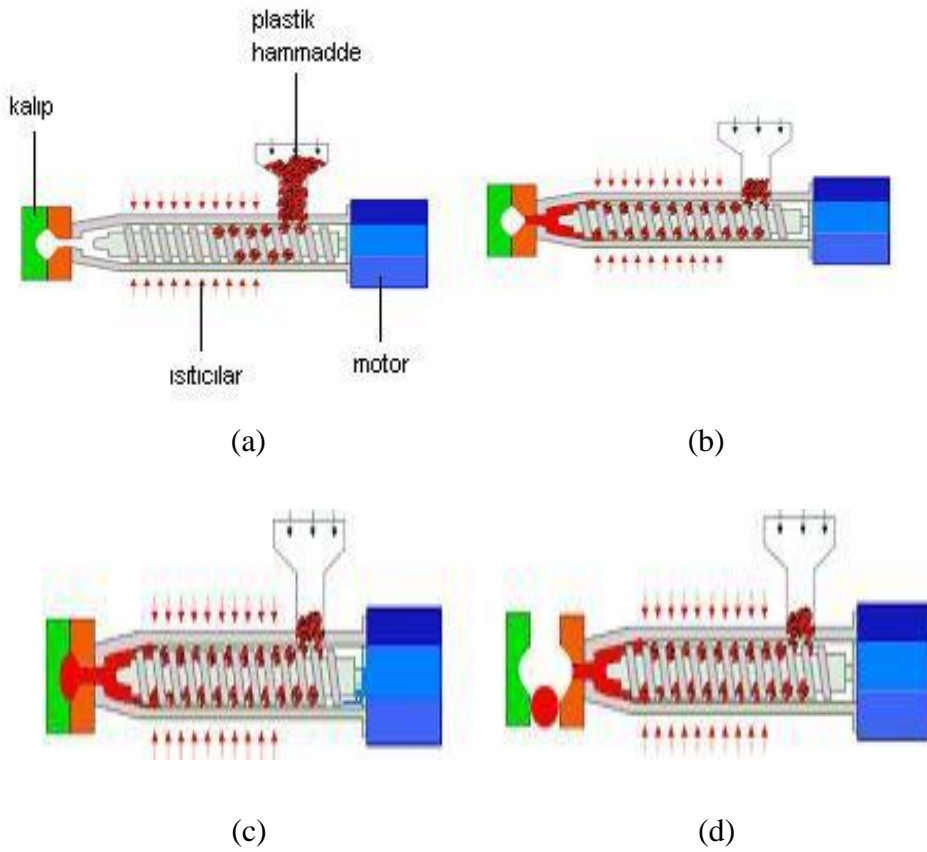 plastik
hammadde
kalıp
ısıtıcılar
motor
(a)
(b)
(c)
(d)